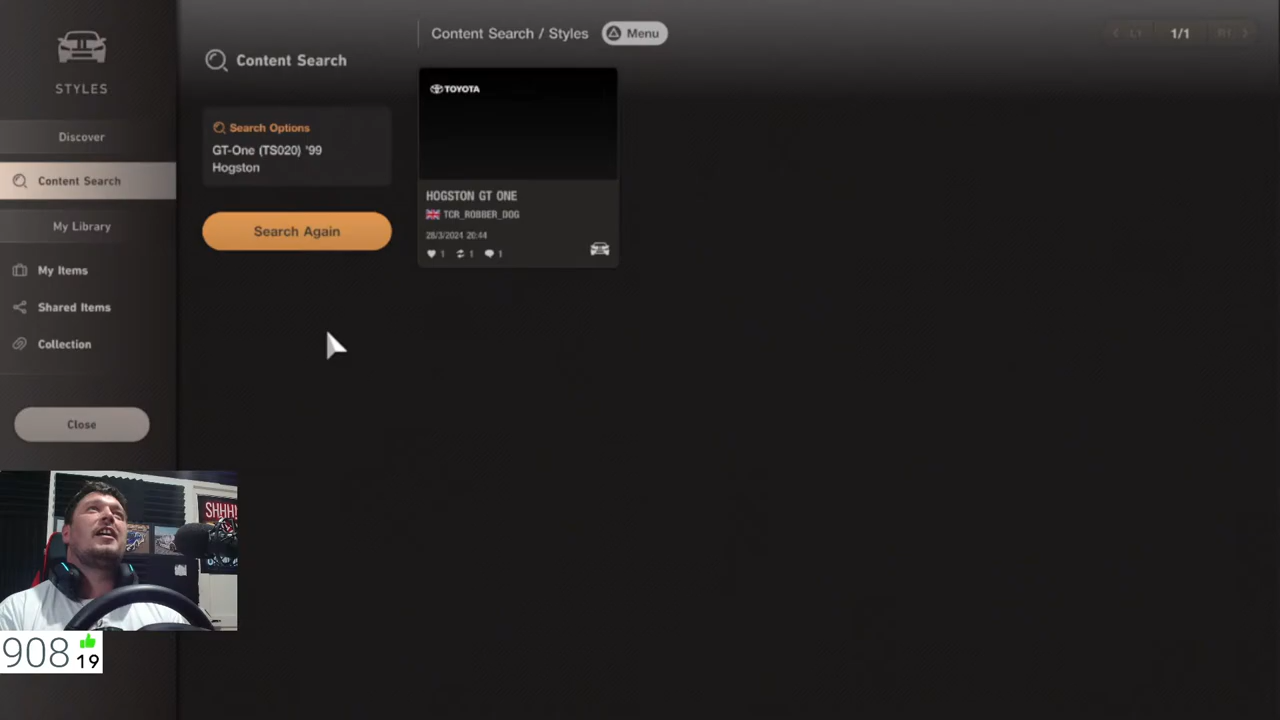 STYLES
Discover
Content Search
My Library
My Items
Shared Items
Collection
Close
Content Search
Search Options
GT-One (TS020) '99
Hogston
Search Again
Content Search / Styles
Menu
1/1
TOYOTA
HOGSTON GT ONE
TCR_ROBBER_DOG
28/3/2024 20:44
1 1 1
SHHH!
908
19